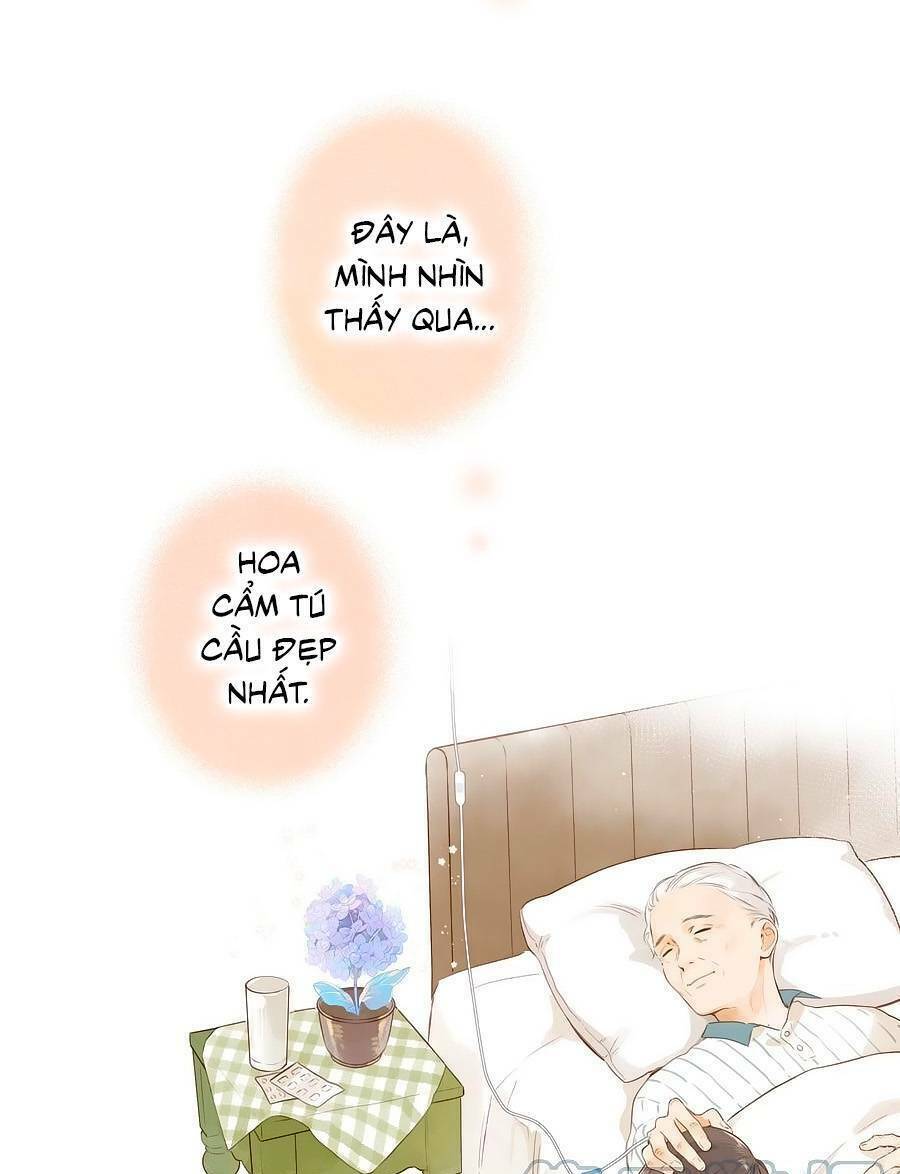 ĐÂY LÀ,
MÌNH NHÌN
THẤY QUA...
HOA
CẨM TÚ
CẦU ĐẸP
NHẤT.